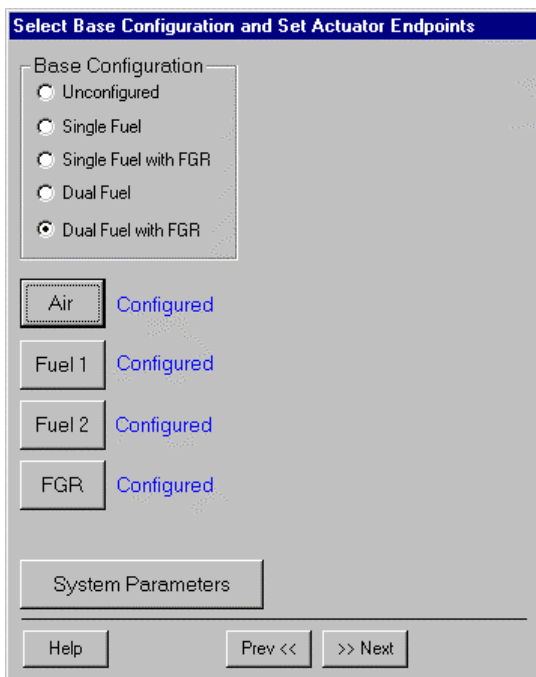 Select Base Configuration and Set Actuator Endpoints
Base Configuration
Unconfigured
Single Fuel
Single Fuel with FGR
Dual Fuel
Dual Fuel with FGR
Air Configured
Fuel 1 Configured
Fuel 2 Configured
FGR Configured
System Parameters
Help Prev << >> Next